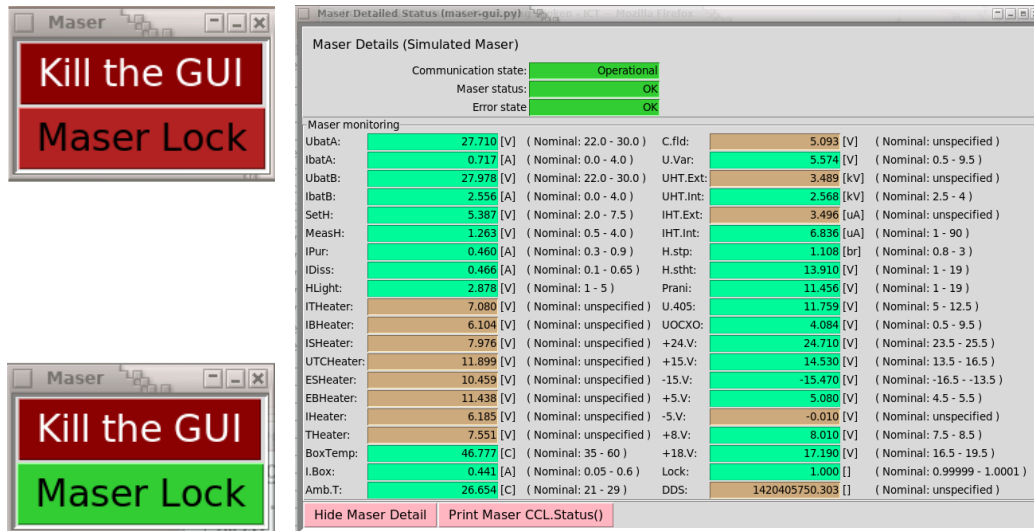 Maser
Kill the GUI
Maser Lock
Maser
Kill the GUI
Maser Lock
Maser Detailed Status (maser-gui.py)
Maser Details (Simulated Maser)
Communication state: Operational
Maser status: OK
Error state OK
Maser monitoring
UbatA: 27.710 [V] ( Nominal: 22.0 - 30.0 ) C.fld: 5.093 [V] ( Nominal: unspecified )
IbatA: 0.717 [A] ( Nominal: 0.0 - 4.0 ) U.Var: 5.574 [V] ( Nominal: 0.5 - 9.5 )
UbatB: 27.978 [V] ( Nominal: 22.0 - 30.0 ) UHT.Ext: 3.489 [kV] ( Nominal: unspecified )
IbatB: 2.556 [A] ( Nominal: 0.0 - 4.0 ) UHT.Int: 2.568 [kV] ( Nominal: 2.5 - 4 )
SetH: 5.387 [V] ( Nominal: 2.0 - 7.5 ) IHT.Ext: 3.496 [uA] ( Nominal: unspecified )
MeasH: 1.263 [V] ( Nominal: 0.5 - 4.0 ) IHT.Int: 6.836 [uA] ( Nominal: 1 - 90 )
IPur: 0.460 [A] ( Nominal: 0.3 - 0.9 ) H.stp: 1.108 [br] ( Nominal: 0.8 - 3 )
IDiss: 0.466 [A] ( Nominal: 0.1 - 0.65 ) H.stht: 13.910 [V] ( Nominal: 1 - 19 )
HLight: 2.878 [V] ( Nominal: 1 - 5 ) Prani: 11.456 [V] ( Nominal: 1 - 19 )
ITHeater: 7.080 [V] ( Nominal: unspecified ) U.405: 11.759 [V] ( Nominal: 5 - 12.5 )
IBHeater: 6.104 [V] ( Nominal: unspecified ) UOCXO: 4.084 [V] ( Nominal: 0.5 - 9.5 )
ISHeater: 7.976 [V] ( Nominal: unspecified ) +24.V: 24.710 [V] ( Nominal: 23.5 - 25.5 )
UTCHeater: 11.899 [V] ( Nominal: unspecified ) +15.V: 14.530 [V] ( Nominal: 13.5 - 16.5 )
ESHeater: 10.459 [V] ( Nominal: unspecified ) -15.V: -15.470 [V] ( Nominal: -16.5 - -13.5 )
EBHeater: 11.438 [V] ( Nominal: unspecified ) +5.V: 5.080 [V] ( Nominal: 4.5 - 5.5 )
IHeater: 6.185 [V] ( Nominal: unspecified ) -5.V: -0.010 [V] ( Nominal: unspecified )
THeater: 7.551 [V] ( Nominal: unspecified ) +8.V: 8.010 [V] ( Nominal: 7.5 - 8.5 )
BoxTemp: 46.777 [C] ( Nominal: 35 - 60 ) +18.V: 17.190 [V] ( Nominal: 16.5 - 19.5 )
I.Box: 0.441 [A] ( Nominal: 0.05 - 0.6 ) Lock: 1.000 [] ( Nominal: 0.99999 - 1.0001 )
Amb.T: 26.654 [C] ( Nominal: 21 - 29 ) DDS: 1420405750.303 [] ( Nominal: unspecified )
Hide Maser Detail Print Maser CCL.Status()